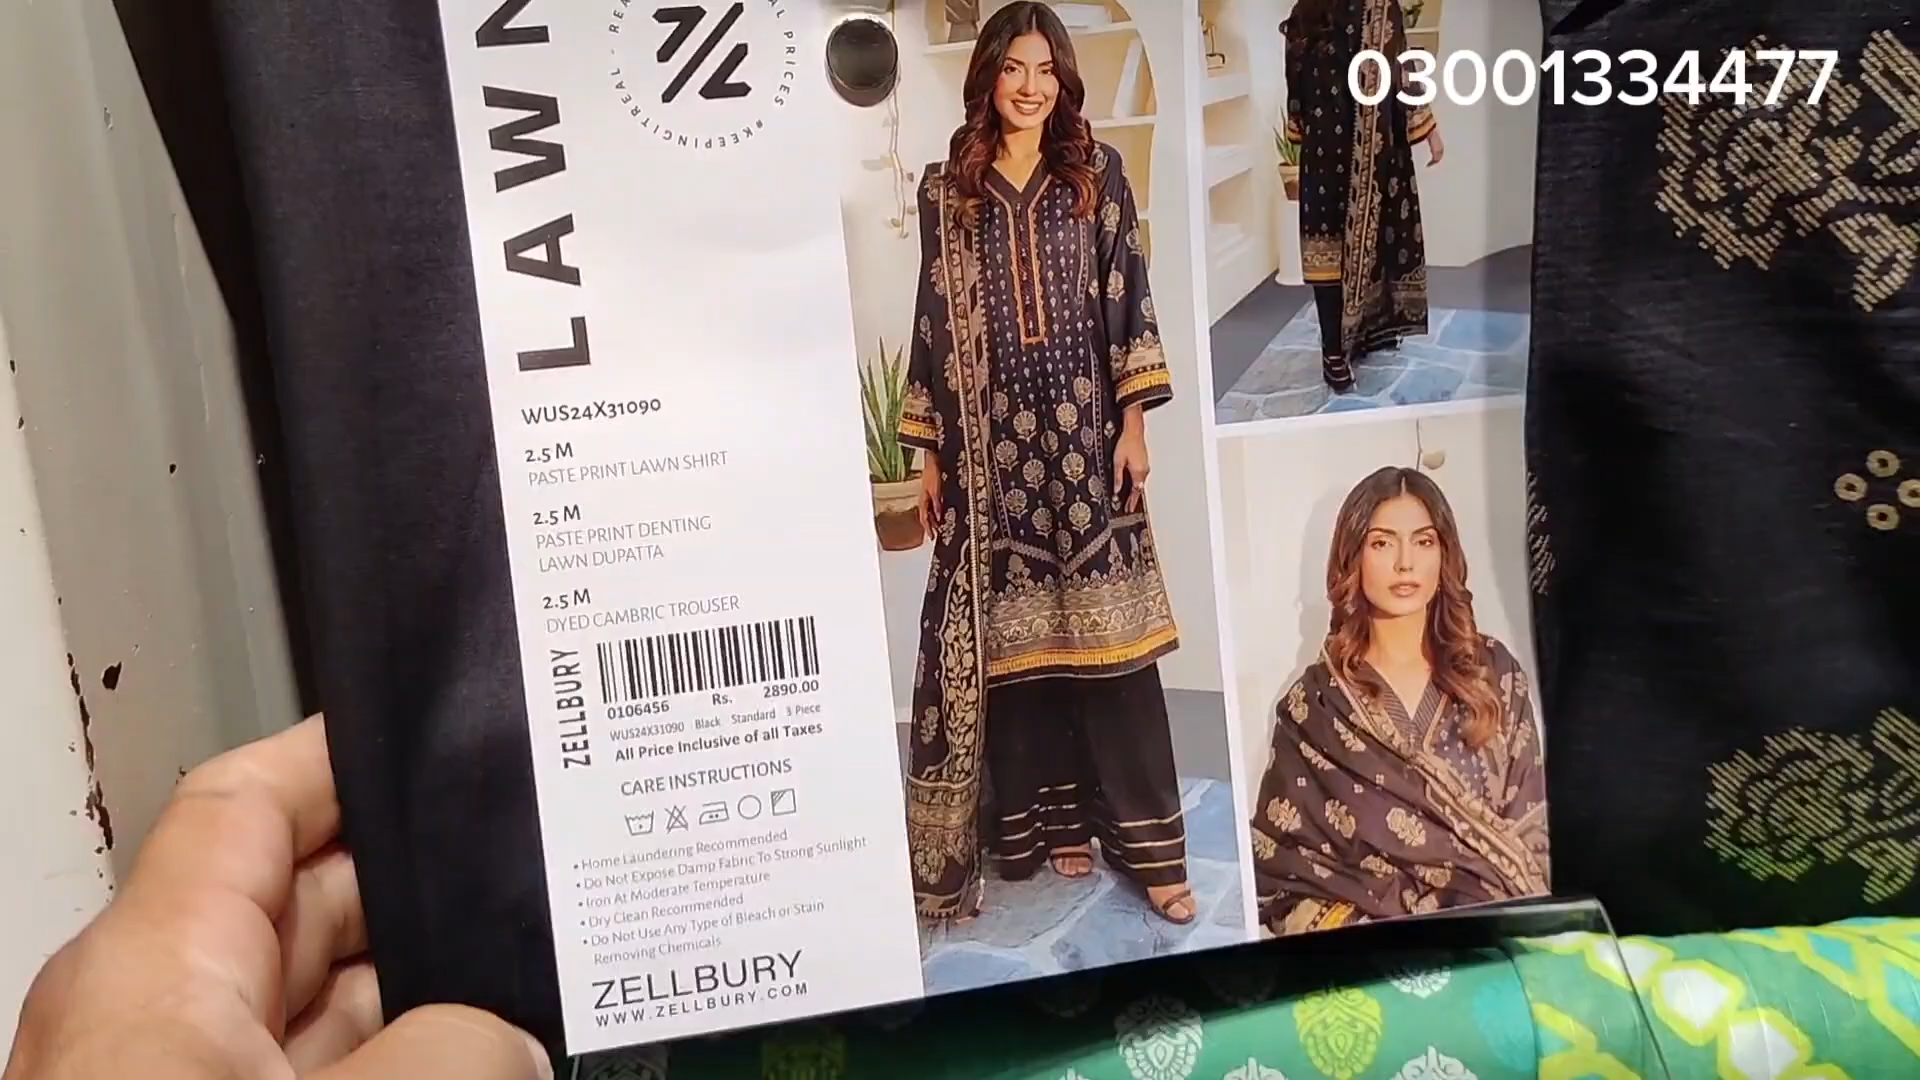 03001334477
LAWN
REAL PRICES #KEEPINGITREAL
WUS24X31090
2.5 M
PASTE PRINT LAWN SHIRT
2.5 M
PASTE PRINT DENTING
LAWN DUPATTA
2.5 M
DYED CAMBRIC TROUSER
ZELLBURY
0106456 Rs. 2890.00
WUS24X31090 Black Standard 3 Piece
All Price Inclusive of all Taxes
CARE INSTRUCTIONS
• Home Laundering Recommended
• Do Not Expose Damp Fabric To Strong Sunlight
• Iron At Moderate Temperature
• Dry Clean Recommended
• Do Not Use Any Type of Bleach or Stain
Removing Chemicals
ZELLBURY
WWW.ZELLBURY.COM